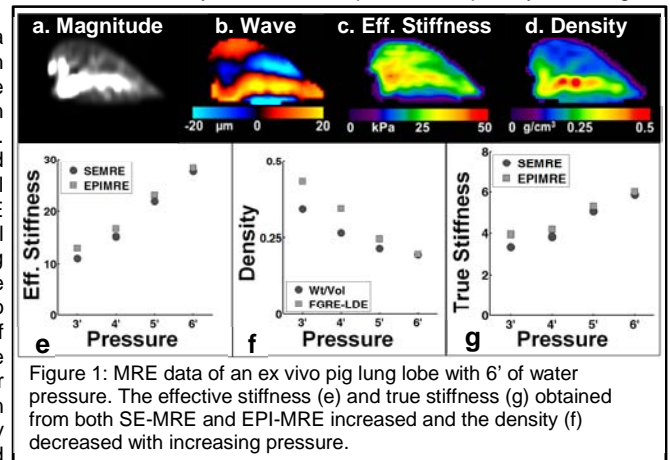 a. Magnitude b. Wave c. Eff. Stiffness d. Density
-20 μm 0 20 0 kPa 25 50 0 g/cm³ 0.25 0.5
30
20
10
0
Eff. Stiffness
SEMRE
EPIMRE
3' 4' 5' 6'
Pressure
e
0.5
0.25
0
Density
Wt/Vol
FGRE-LDE
3' 4' 5' 6'
Pressure
f
8
6
4
2
0
True Stiffness
SEMRE
EPIMRE
3' 4' 5' 6'
Pressure
g
Figure 1: MRE data of an ex vivo pig lung lobe with 6' of water
pressure. The effective stiffness (e) and true stiffness (g) obtained
from both SE-MRE and EPI-MRE increased and the density (f)
decreased with increasing pressure.